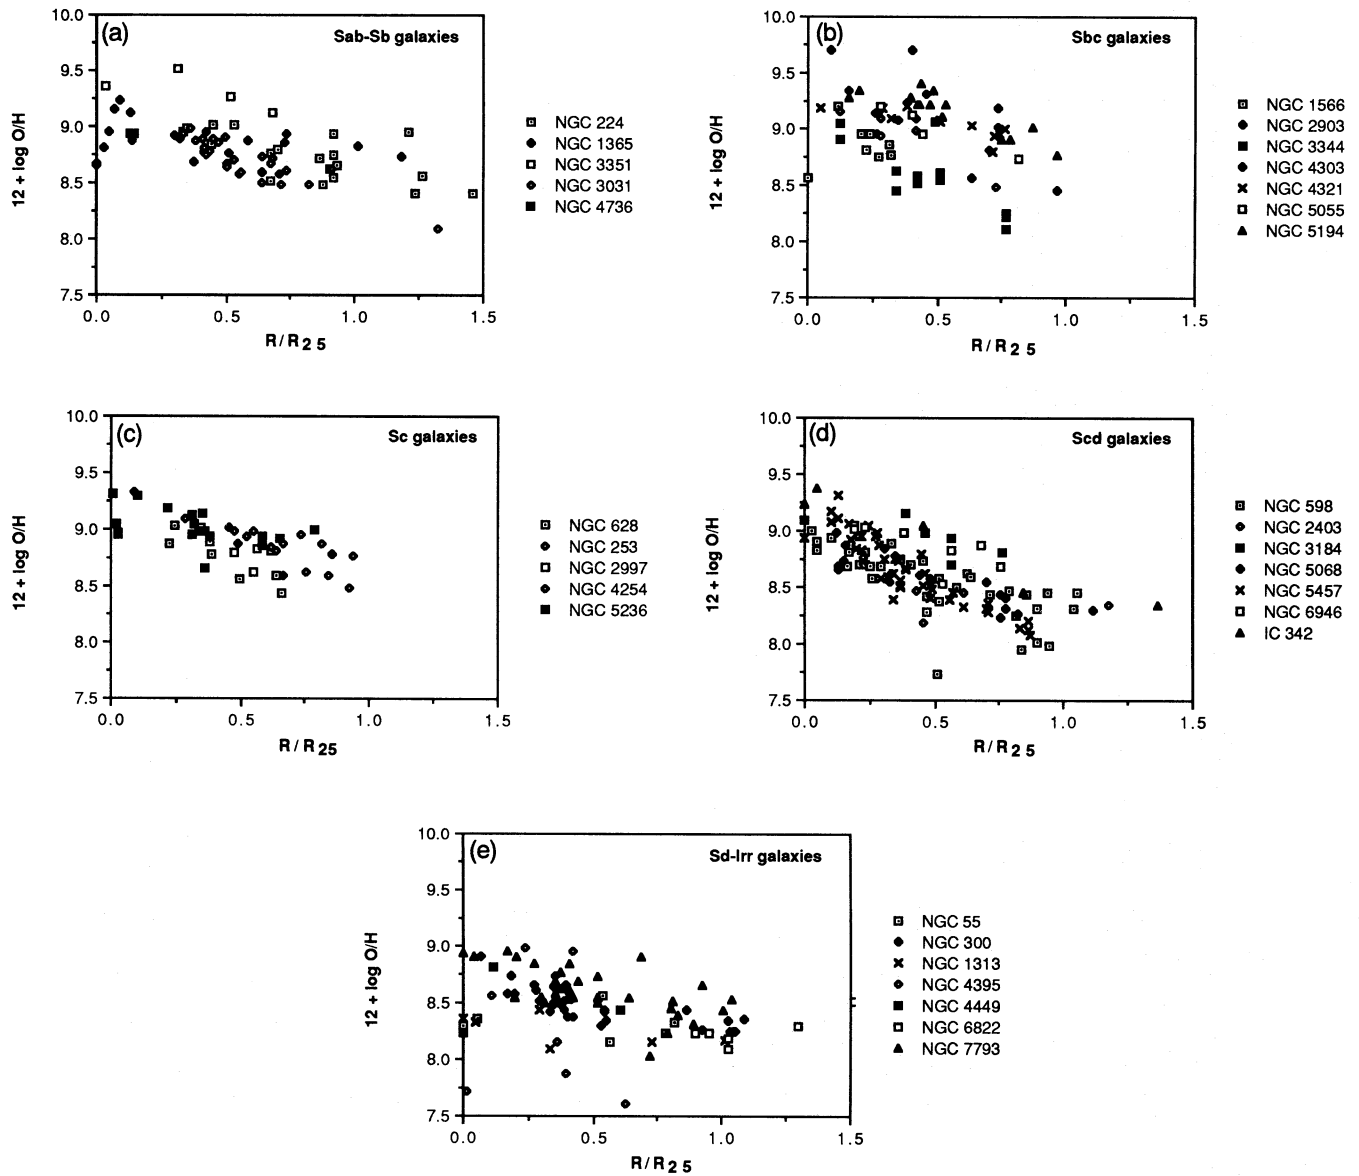 (a)
Sab-Sb galaxies
10.0
9.5
9.0
8.5
8.0
7.5
12 + log O/H
0.0 0.5 1.0 1.5
R/R 2 5
NGC 224
NGC 1365
NGC 3351
NGC 3031
NGC 4736
(b)
Sbc galaxies
10.0
9.5
9.0
8.5
8.0
7.5
12 + log O/H
0.0 0.5 1.0 1.5
R/R 2 5
NGC 1566
NGC 2903
NGC 3344
NGC 4303
NGC 4321
NGC 5055
NGC 5194
(c)
Sc galaxies
10.0
9.5
9.0
8.5
8.0
7.5
12 + log O/H
0.0 0.5 1.0 1.5
R/R 25
NGC 628
NGC 253
NGC 2997
NGC 4254
NGC 5236
(d)
Scd galaxies
10.0
9.5
9.0
8.5
8.0
7.5
12 + log O/H
0.0 0.5 1.0 1.5
R/R 2 5
NGC 598
NGC 2403
NGC 3184
NGC 5068
NGC 5457
NGC 6946
IC 342
(e)
Sd-Irr galaxies
10.0
9.5
9.0
8.5
8.0
7.5
12 + log O/H
0.0 0.5 1.0 1.5
R/R 2 5
NGC 55
NGC 300
NGC 1313
NGC 4395
NGC 4449
NGC 6822
NGC 7793